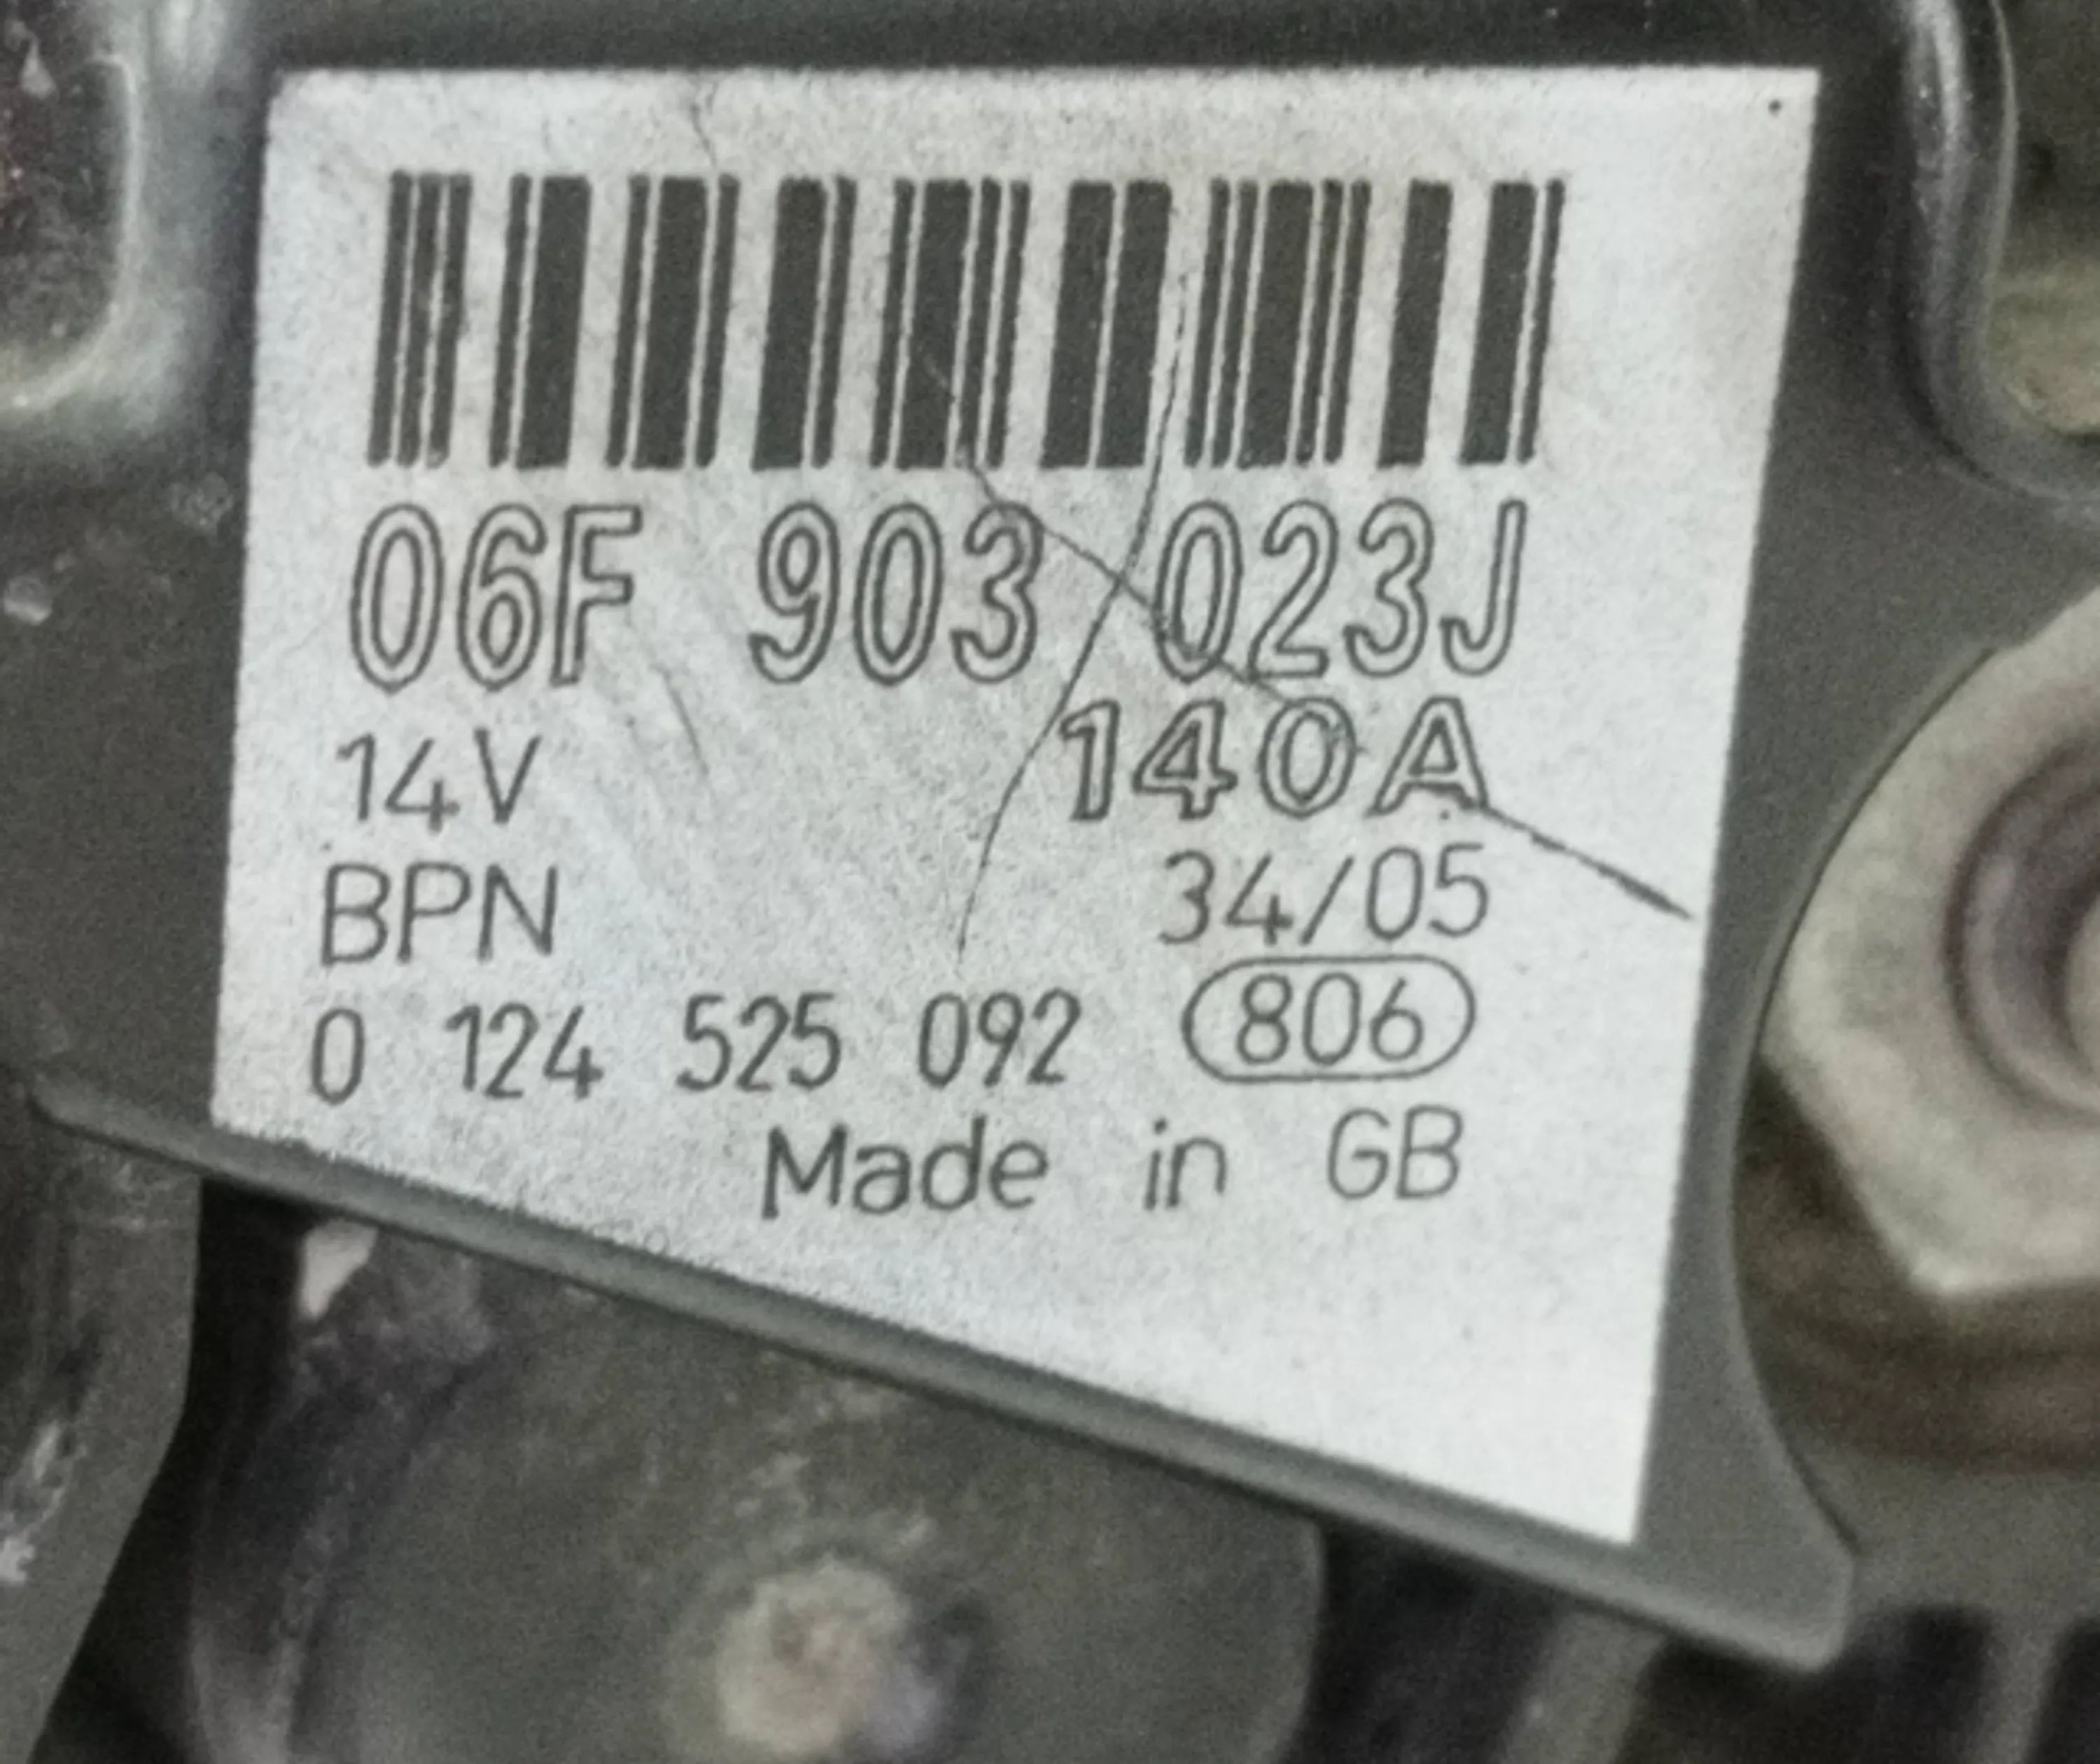 06F 903 023J
14V 140A
BPN 34/05
0 124 525 092 806
Made in GB